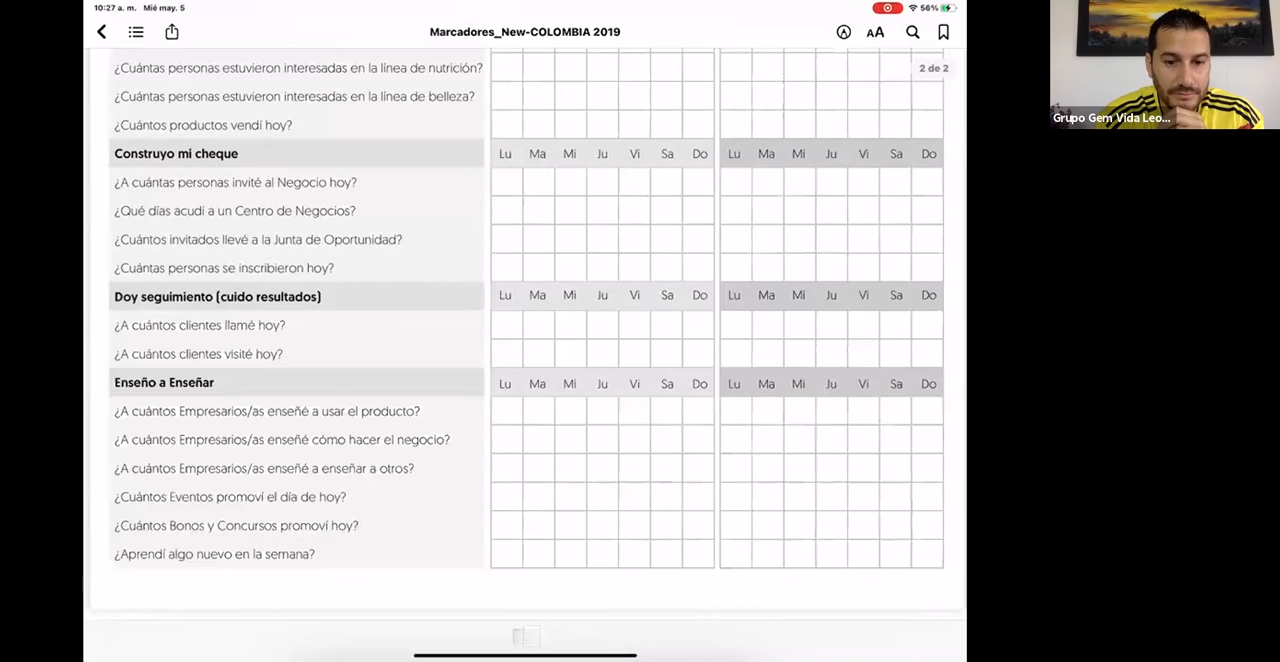 10:27 a. m. Mié may. 5
56%
Marcadores_New-COLOMBIA 2019
AA
2 de 2
¿Cuántas personas estuvieron interesadas en la línea de nutrición?
¿Cuántas personas estuvieron interesadas en la línea de belleza?
¿Cuántos productos vendí hoy?
Construyo mi cheque Lu Ma Mi Ju Vi Sa Do Lu Ma Mi Ju Vi Sa Do
¿A cuántas personas invité al Negocio hoy?
¿Qué días acudí a un Centro de Negocios?
¿Cuántos invitados llevé a la Junta de Oportunidad?
¿Cuántas personas se inscribieron hoy?
Doy seguimiento (cuido resultados) Lu Ma Mi Ju Vi Sa Do Lu Ma Mi Ju Vi Sa Do
¿A cuántos clientes llamé hoy?
¿A cuántos clientes visité hoy?
Enseño a Enseñar Lu Ma Mi Ju Vi Sa Do Lu Ma Mi Ju Vi Sa Do
¿A cuántos Empresarios/as enseñé a usar el producto?
¿A cuántos Empresarios/as enseñé cómo hacer el negocio?
¿A cuántos Empresarios/as enseñé a enseñar a otros?
¿Cuántos Eventos promoví el día de hoy?
¿Cuántos Bonos y Concursos promoví hoy?
¿Aprendí algo nuevo en la semana?
Grupo Gem Vida Leo...